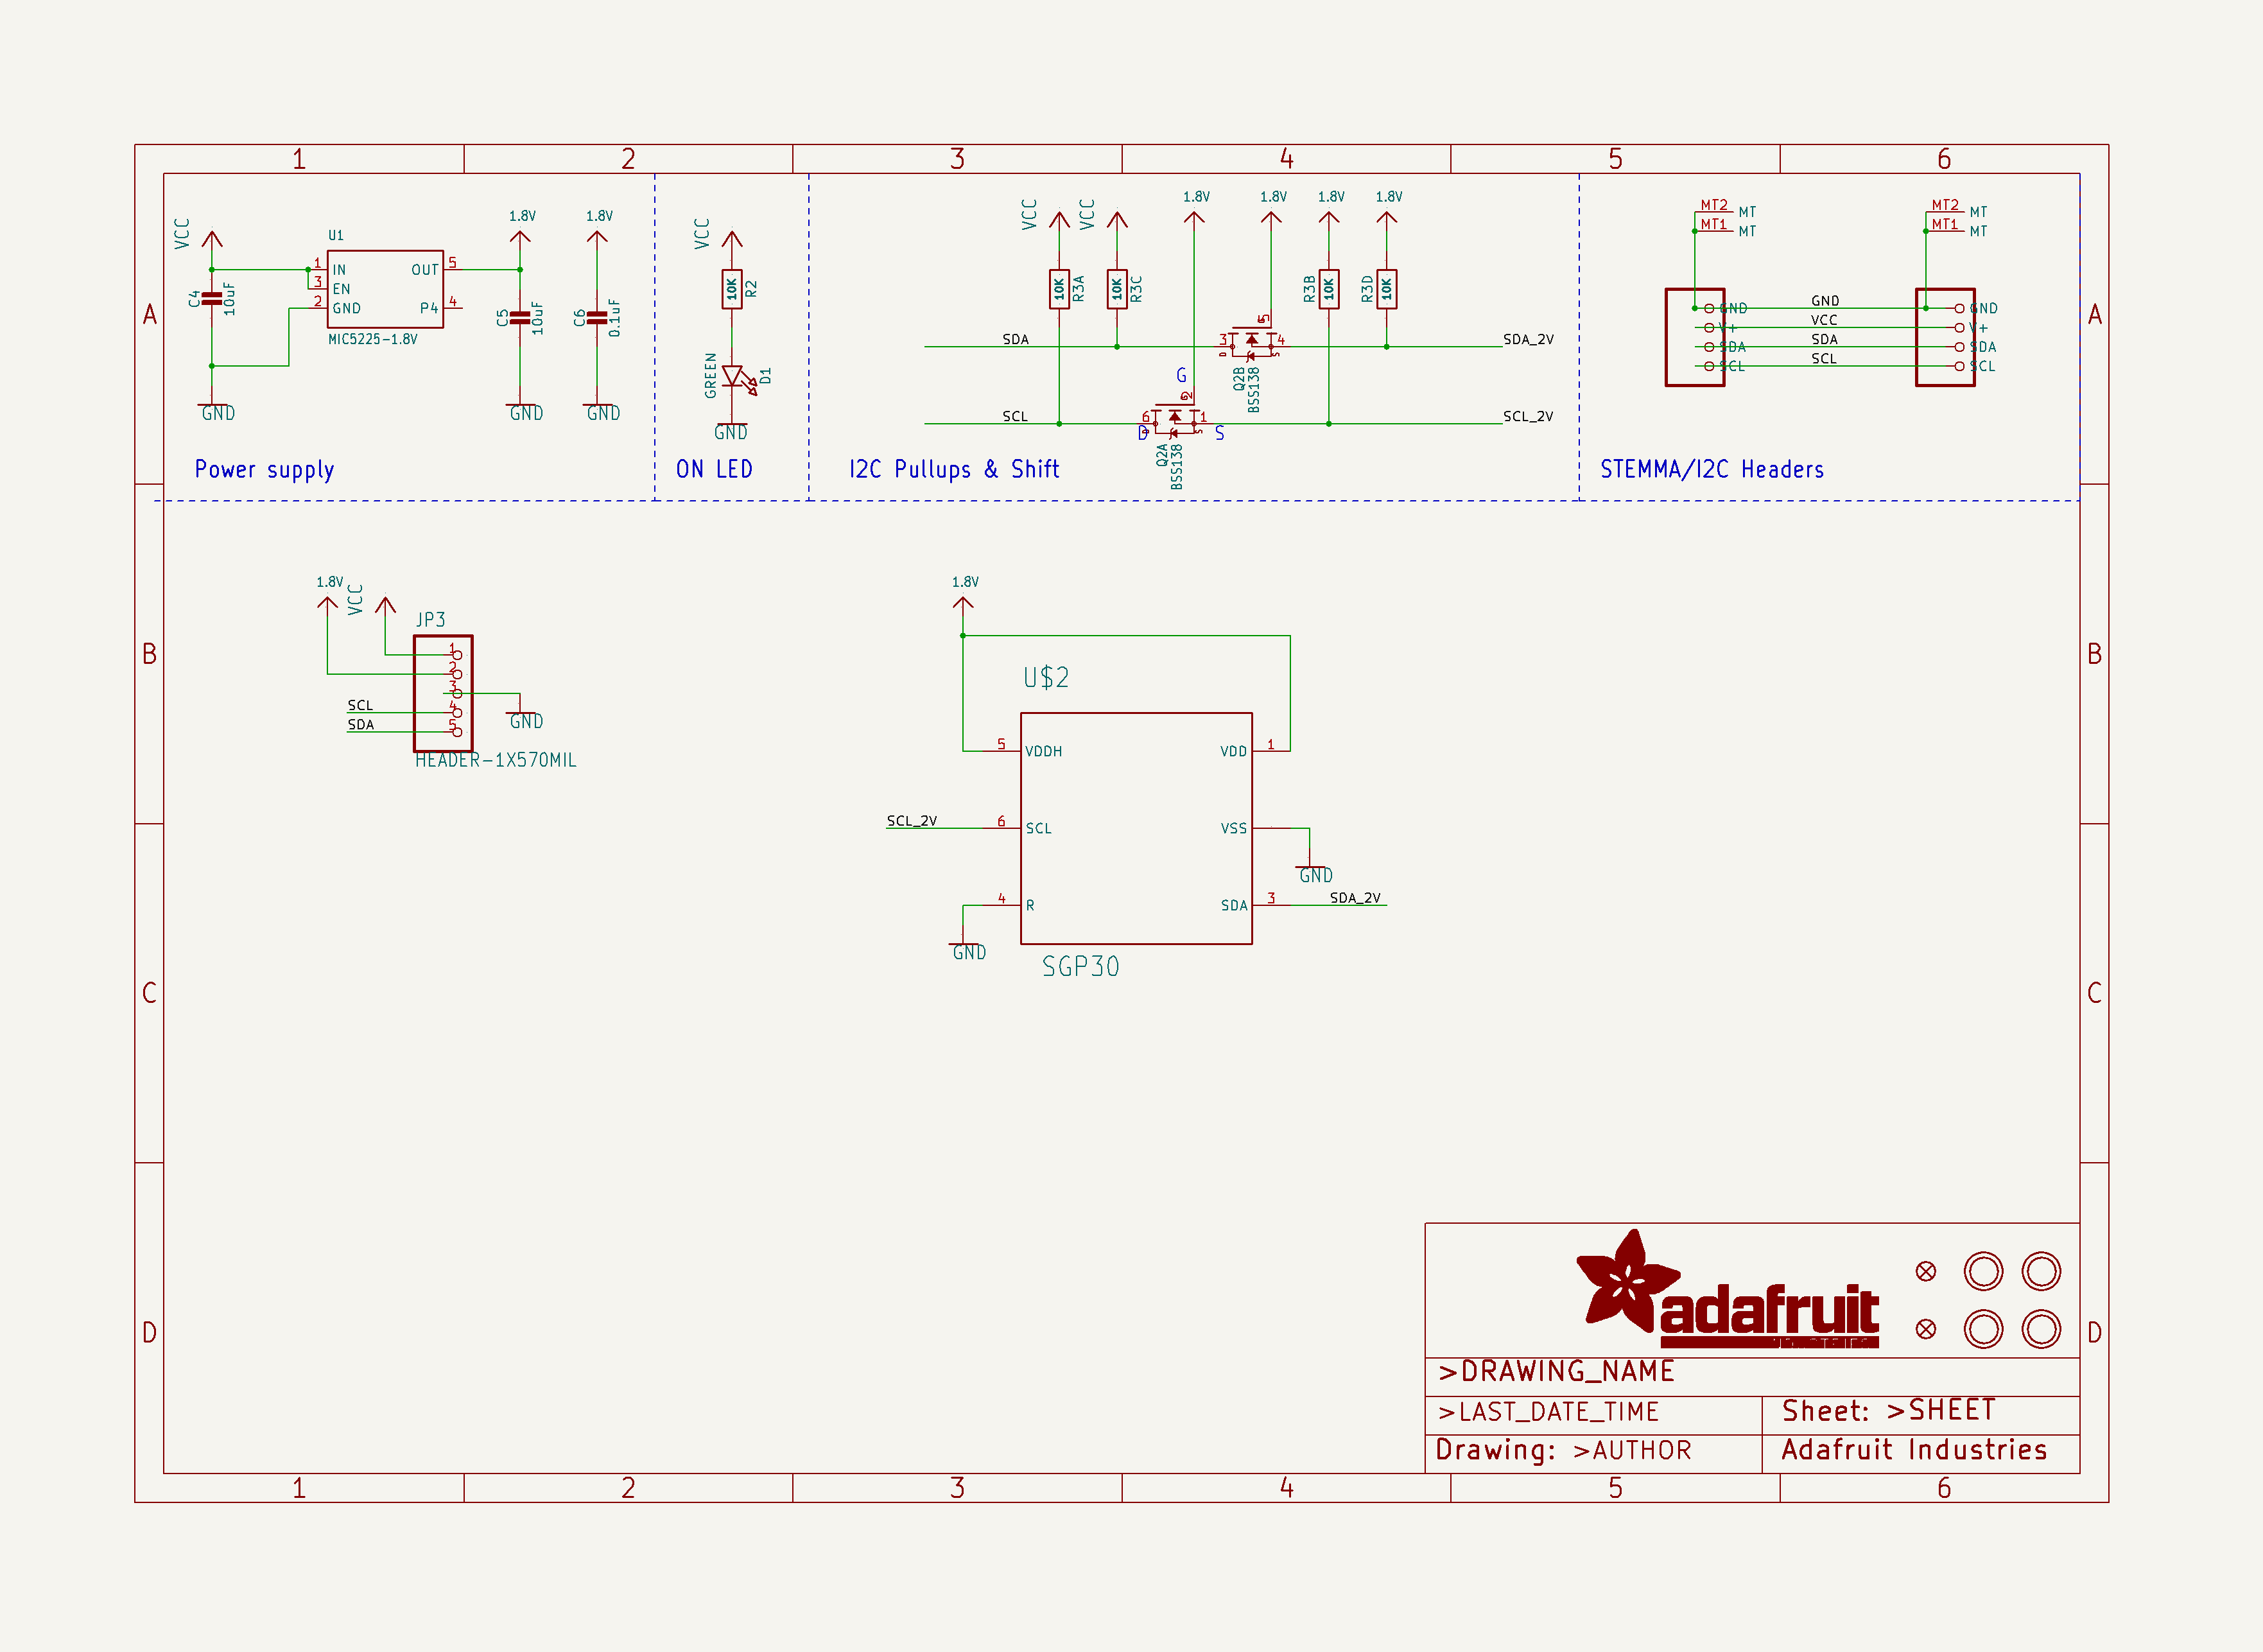 1 2 3 4 5 6
A A
B B
C C
D D
1 2 3 4 5 6
VCC
C4
10uF
GND
U1
1 IN
3 EN
2 GND
OUT 5
P4 4
MIC5225-1.8V
1.8V
C5
10uF
GND
1.8V
C6
0.1uF
GND
Power supply
VCC
10K
R2
GREEN
D1
GND
ON LED
VCC
10K
R3A
VCC
10K
R3C
1.8V
1.8V
1.8V
R3B
10K
1.8V
R3D
10K
SDA
3
D
5
4
S
Q2B
BSS138
SDA_2V
SCL
G
6
D
2
1
S
Q2A
BSS138
SCL_2V
I2C Pullups & Shift
MT2 MT
MT1 MT
GND
V+
SDA
SCL
GND
VCC
SDA
SCL
MT2 MT
MT1 MT
GND
V+
SDA
SCL
STEMMA/I2C Headers
1.8V
VCC
JP3
1
2
3
4
5
SCL
SDA
GND
HEADER-1X570MIL
1.8V
U$2
5 VDDH
VDD 1
SCL_2V 6 SCL
VSS
GND
4 R
SDA 3 SDA_2V
GND
SGP30
adafruit
>DRAWING_NAME
>LAST_DATE_TIME
Sheet: >SHEET
Drawing: >AUTHOR
Adafruit Industries